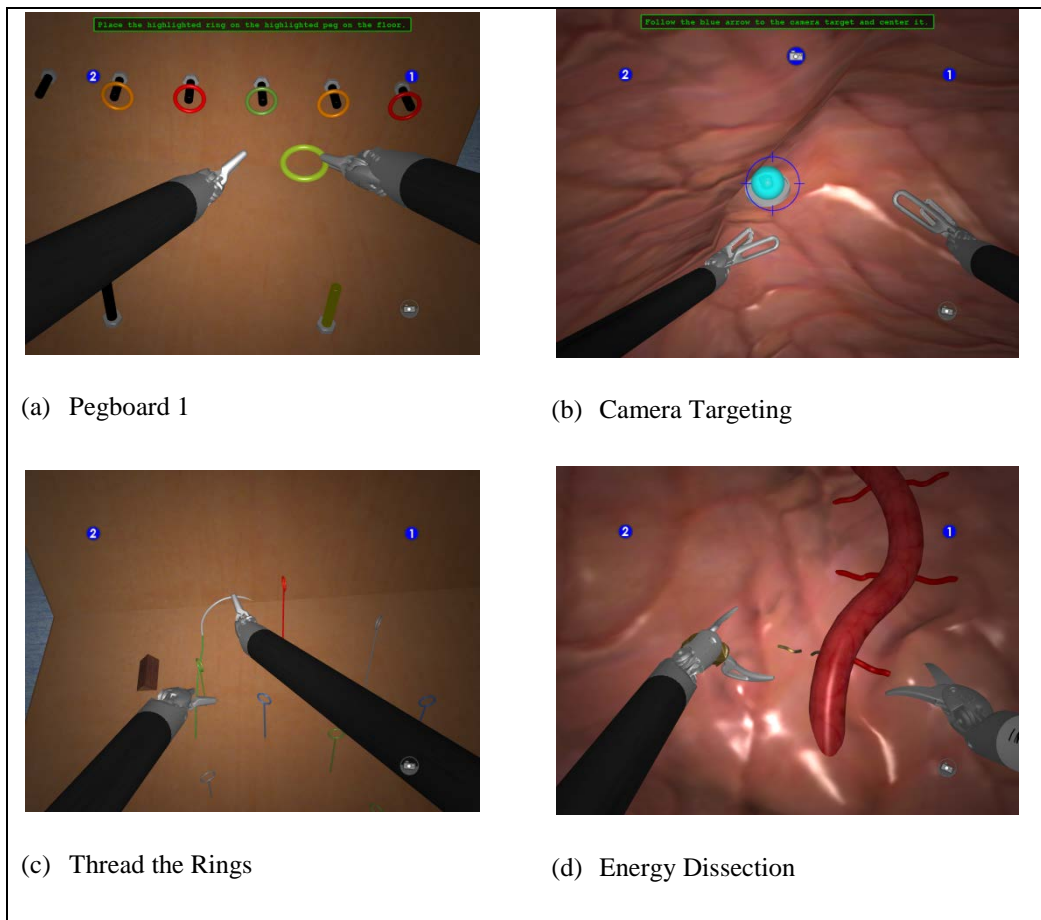 Place the highlighted ring on the highlighted peg on the floor.
2
1
Follow the blue arrow to the camera target and center it.
2
1
(a) Pegboard 1
(b) Camera Targeting
2
1
2
1
(c) Thread the Rings
(d) Energy Dissection